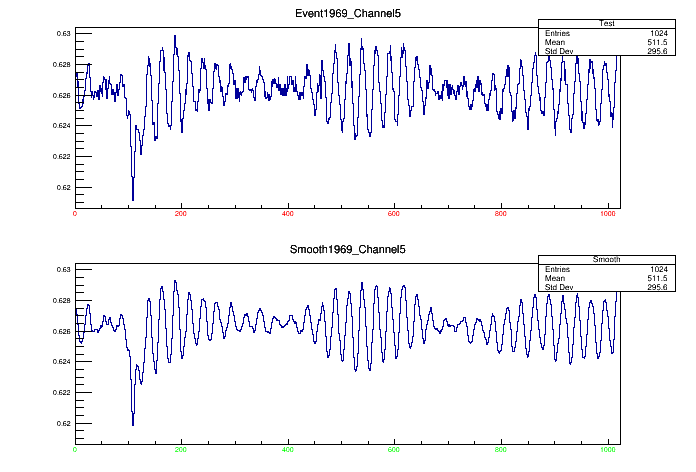 Event1969_Channel5
Test
Entries 1024
Mean 511.5
Std Dev 295.6
0.63
0.628
0.626
0.624
0.622
0.62
0 200 400 600 800 1000
Smooth1969_Channel5
Smooth
Entries 1024
Mean 511.5
Std Dev 295.6
0.63
0.628
0.626
0.624
0.622
0.62
0 200 400 600 800 1000